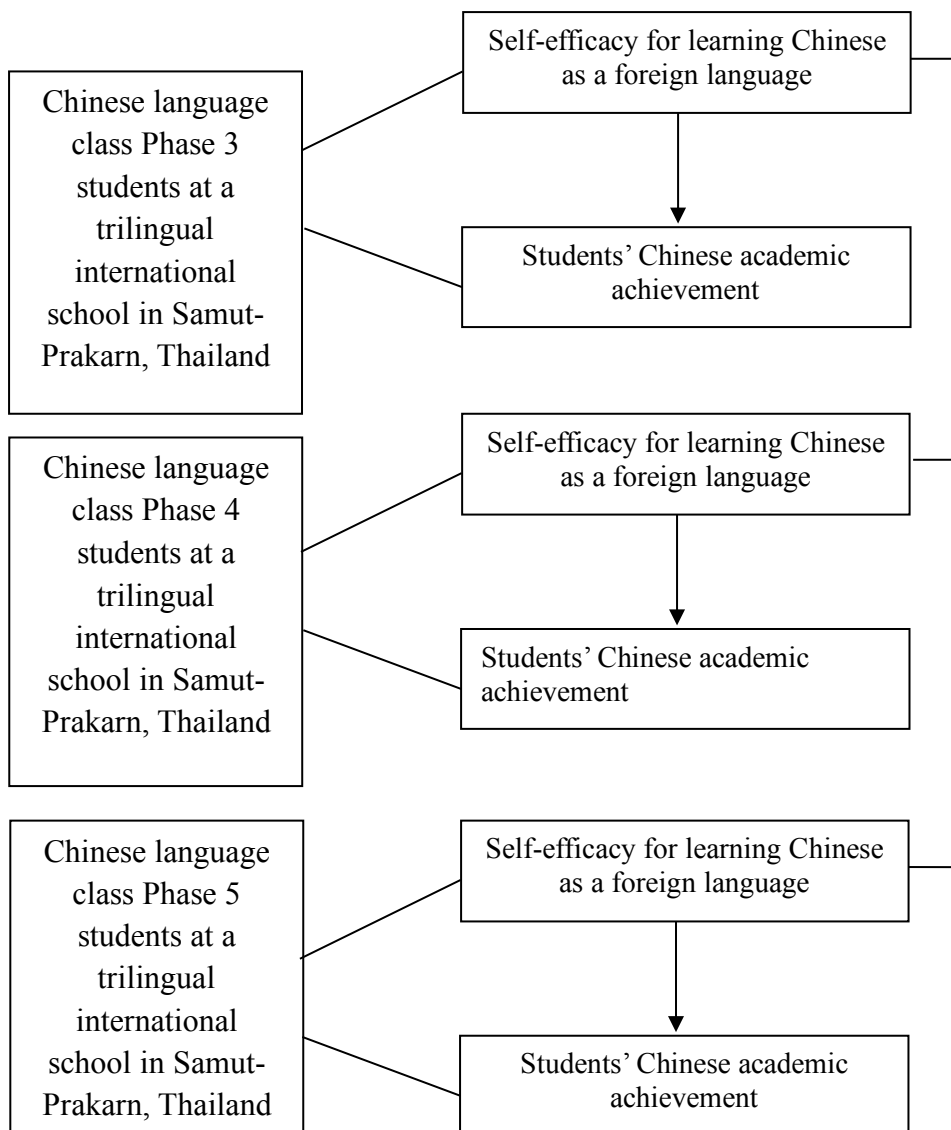 Self-efficacy for learning Chinese
as a foreign language
Chinese language
class Phase 3
students at a
trilingual
international
school in Samut-
Prakarn, Thailand
Students’ Chinese academic
achievement
Self-efficacy for learning Chinese
as a foreign language
Chinese language
class Phase 4
students at a
trilingual
international
school in Samut-
Prakarn, Thailand
Students’ Chinese academic
achievement
Self-efficacy for learning Chinese
as a foreign language
Chinese language
class Phase 5
students at a
trilingual
international
school in Samut-
Prakarn, Thailand
Students’ Chinese academic
achievement